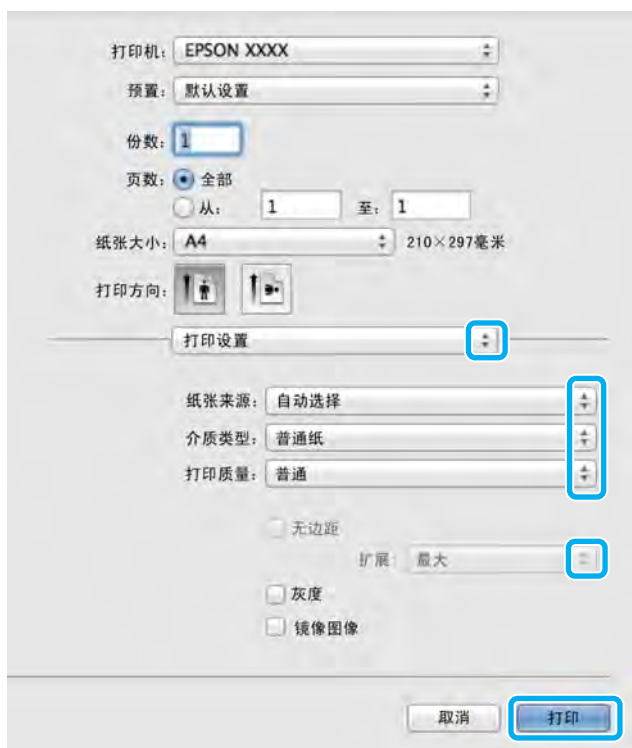 打印机： EPSON XXXX
预置： 默认设置
份数： 1
页数： 全部
从： 1 至： 1
纸张大小： A4 210×297毫米
打印方向：
打印设置
纸张来源： 自动选择
介质类型： 普通纸
打印质量： 普通
无边距
扩展： 最大
灰度
镜像图像
取消 打印